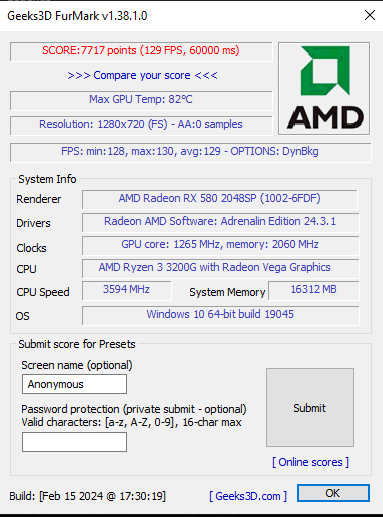 Geeks3D FurMark v1.38.1.0
SCORE:7717 points (129 FPS, 60000 ms)
>>> Compare your score <<<
Max GPU Temp: 82°C
Resolution: 1280x720 (FS) - AA:0 samples
AMD
FPS: min:128, max:130, avg:129 - OPTIONS: DynBkg
System Info
Renderer AMD Radeon RX 580 2048SP (1002-6FDF)
Drivers Radeon AMD Software: Adrenalin Edition 24.3.1
Clocks GPU core: 1265 MHz, memory: 2060 MHz
CPU AMD Ryzen 3 3200G with Radeon Vega Graphics
CPU Speed 3594 MHz System Memory 16312 MB
OS Windows 10 64-bit build 19045
Submit score for Presets
Screen name (optional)
Anonymous
Password protection (private submit - optional)
Valid characters: [a-z, A-Z, 0-9], 16-char max
Submit
[ Online scores ]
Build: [Feb 15 2024 @ 17:30:19] [ Geeks3D.com ] OK